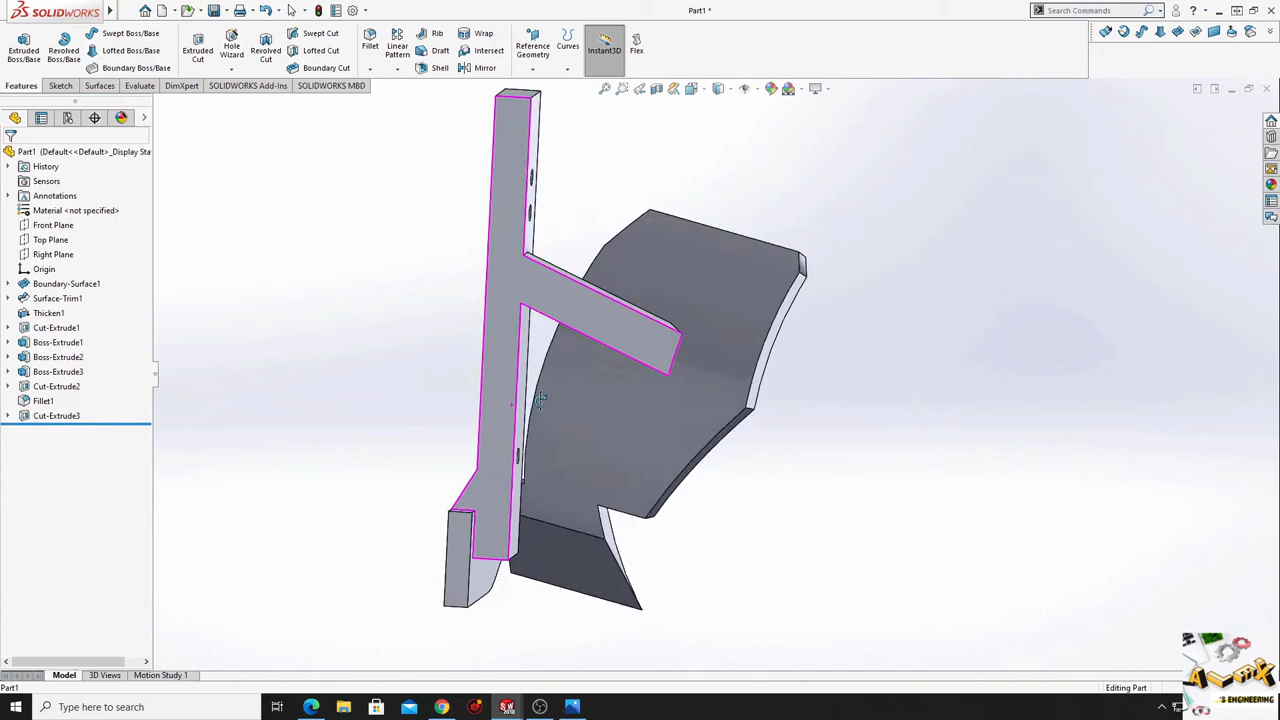 SOLIDWORKS
Part1 *
Search Commands
Extruded Boss/Base
Revolved Boss/Base
Swept Boss/Base
Lofted Boss/Base
Boundary Boss/Base
Extruded Cut
Hole Wizard
Revolved Cut
Swept Cut
Lofted Cut
Boundary Cut
Fillet
Linear Pattern
Rib
Draft
Shell
Wrap
Intersect
Mirror
Reference Geometry
Curves
Instant3D
Flex
Features
Sketch
Surfaces
Evaluate
DimXpert
SOLIDWORKS Add-Ins
SOLIDWORKS MBD
Part1 (Default<<Default>_Display Sta
History
Sensors
Annotations
Material <not specified>
Front Plane
Top Plane
Right Plane
Origin
Boundary-Surface1
Surface-Trim1
Thicken1
Cut-Extrude1
Boss-Extrude1
Boss-Extrude2
Boss-Extrude3
Cut-Extrude2
Fillet1
Cut-Extrude3
Model
3D Views
Motion Study 1
Part1
Editing Part
Type here to search
'S ENGINEERING